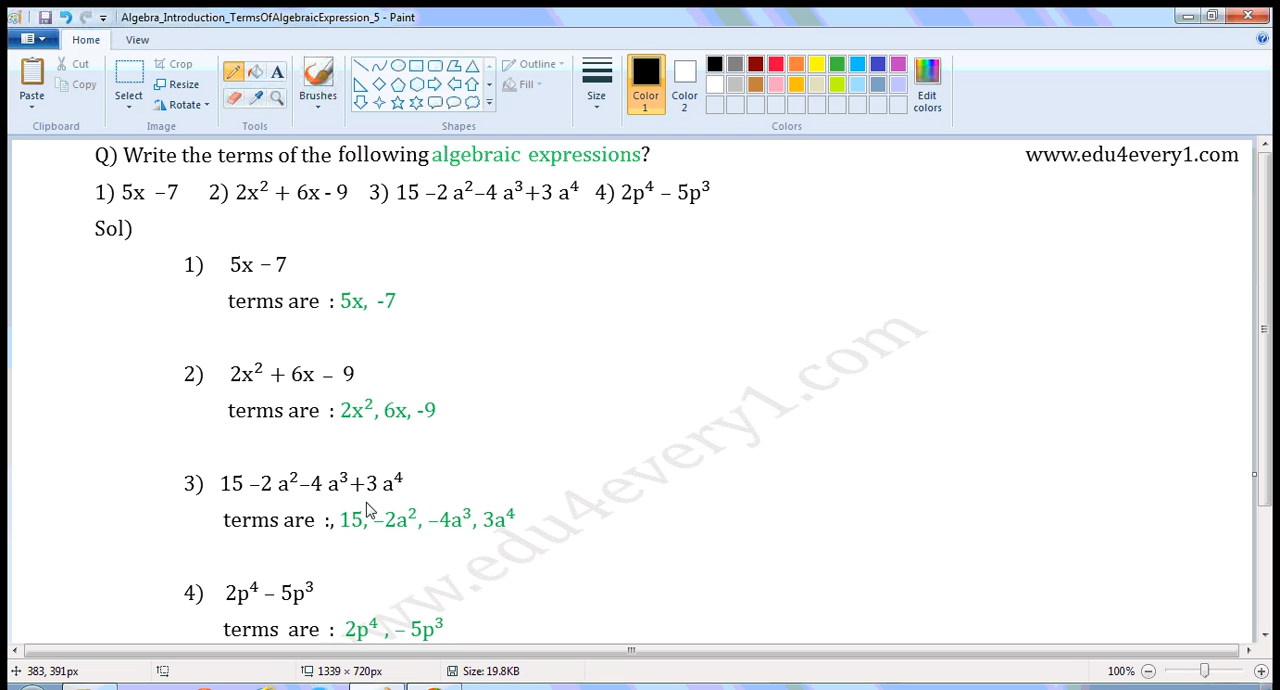 Algebra_Introduction_TermsOfAlgebraicExpression_5 - Paint
Home View
Paste
Cut
Copy
Clipboard
Select
Crop
Resize
Rotate
Image
A
Tools
Brushes
Outline
Fill
Shapes
Size
Color 1
Color 2
Edit colors
Colors
Q) Write the terms of the following algebraic expressions? www.edu4every1.com
1) 5x –7 2) 2x² + 6x - 9 3) 15 –2 a²–4 a³+3 a⁴ 4) 2p⁴ – 5p³
Sol)
1) 5x – 7
terms are : 5x, -7
2) 2x² + 6x – 9
terms are : 2x², 6x, -9
3) 15 –2 a²–4 a³+3 a⁴
terms are :, 15, –2a², –4a³, 3a⁴
4) 2p⁴ – 5p³
terms are : 2p⁴ , – 5p³
www.edu4every1.com
383, 391px 1339 × 720px Size: 19.8KB 100%